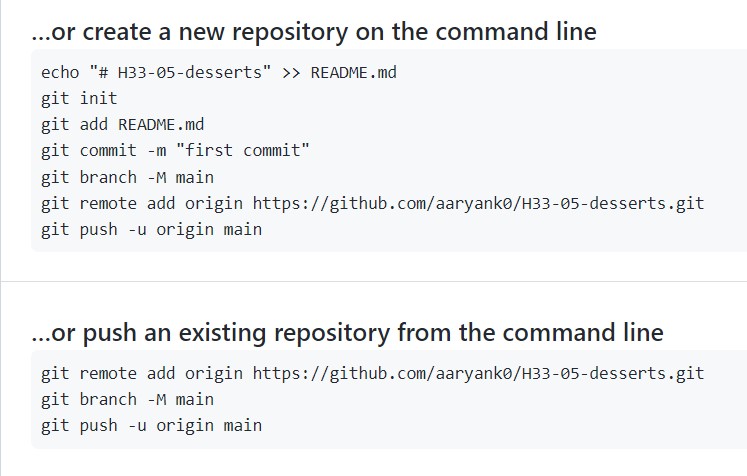 ...or create a new repository on the command line
echo "# H33-05-desserts" >> README.md
git init
git add README.md
git commit -m "first commit"
git branch -M main
git remote add origin https://github.com/aaryank0/H33-05-desserts.git
git push -u origin main
...or push an existing repository from the command line
git remote add origin https://github.com/aaryank0/H33-05-desserts.git
git branch -M main
git push -u origin main